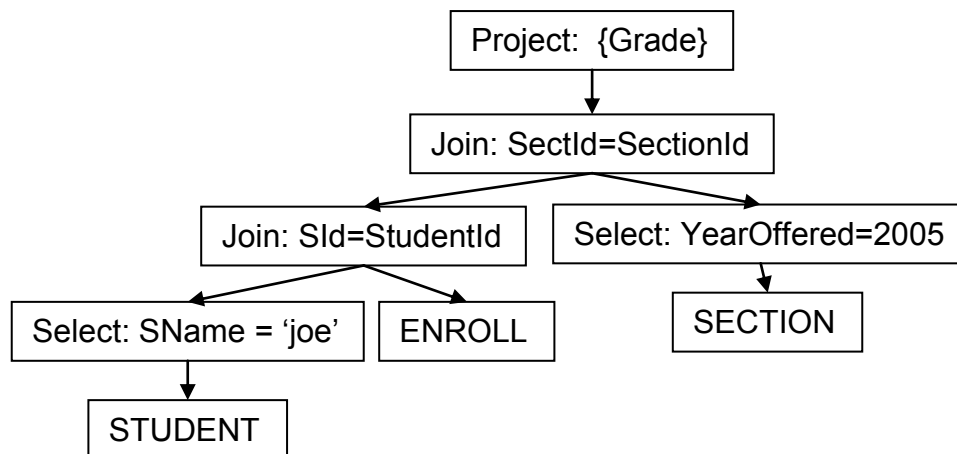 Project: {Grade}
Join: SectId=SectionId
Join: SId=StudentId
Select: YearOffered=2005
Select: SName = ‘joe’
ENROLL
SECTION
STUDENT